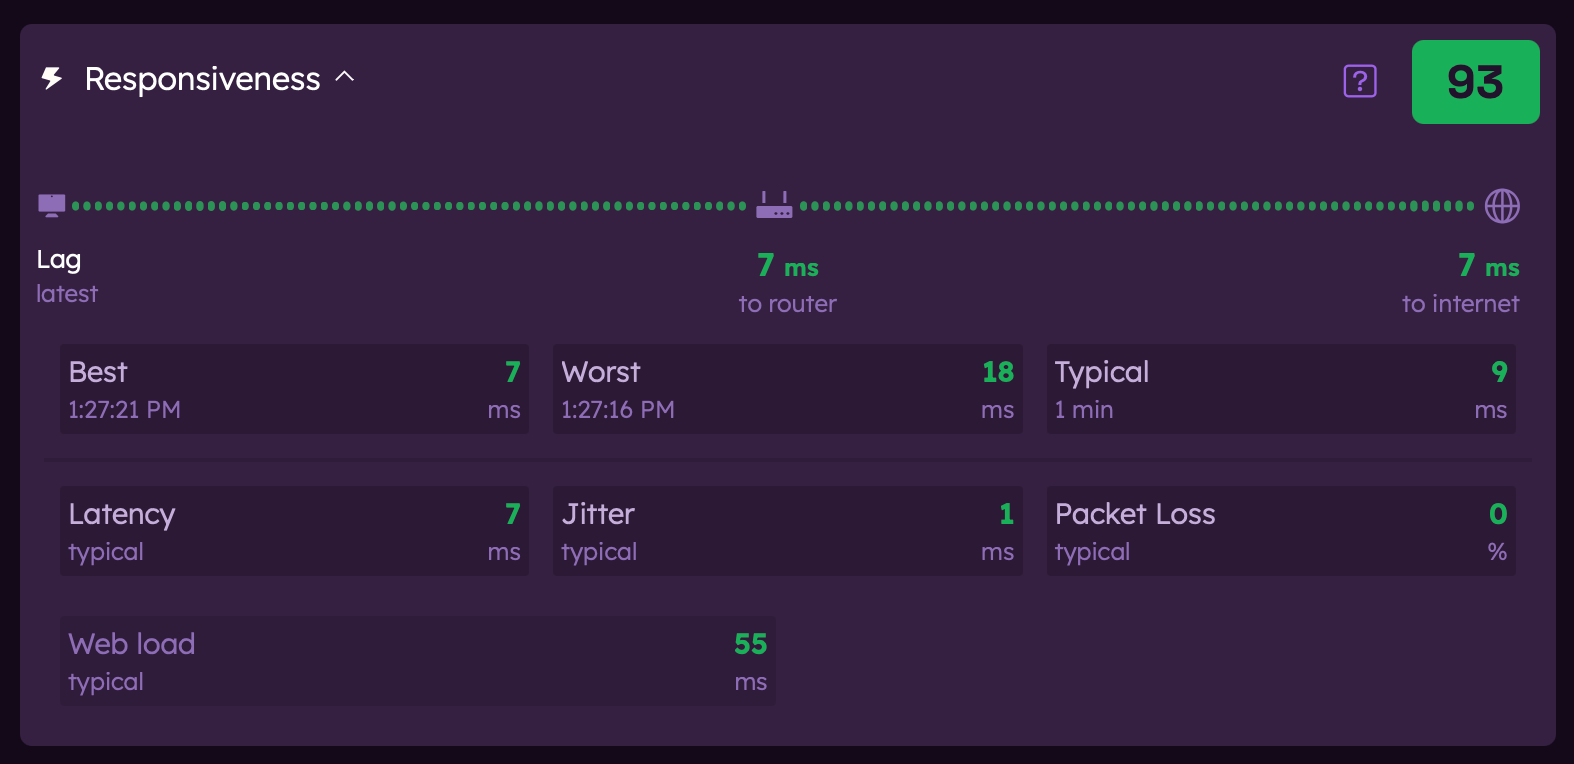 Responsiveness
? 93
Lag
latest
7 ms
to router
7 ms
to internet
Best 7
1:27:21 PM ms
Worst 18
1:27:16 PM ms
Typical 9
1 min ms
Latency 7
typical ms
Jitter 1
typical ms
Packet Loss 0
typical %
Web load 55
typical ms